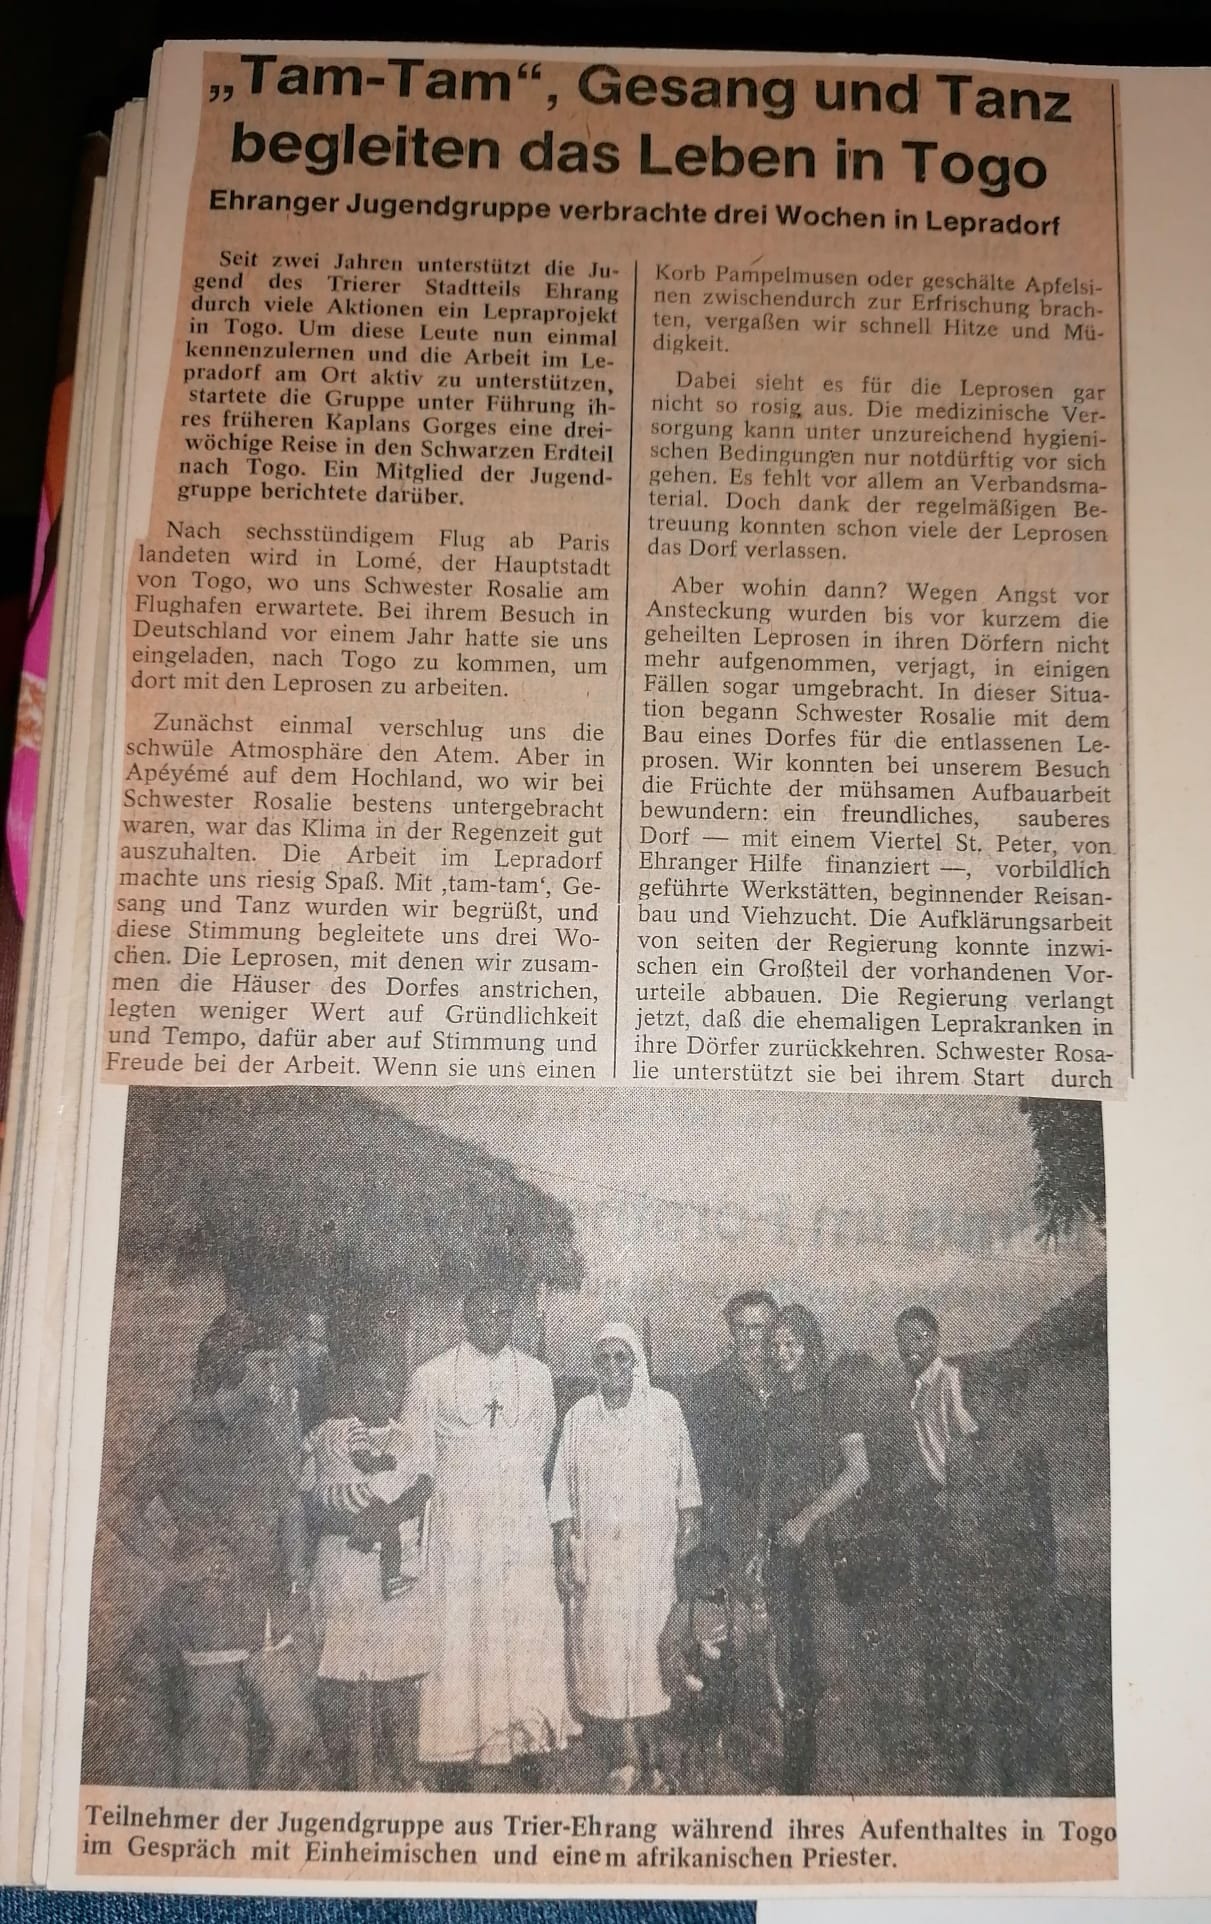 „Tam-Tam“, Gesang und Tanz
begleiten das Leben in Togo
Ehranger Jugendgruppe verbrachte drei Wochen in Lepradorf
Seit zwei Jahren unterstützt die Ju-
gend des Trierer Stadtteils Ehrang
durch viele Aktionen ein Lepraprojekt
in Togo. Um diese Leute nun einmal
kennenzulernen und die Arbeit im Le-
pradorf am Ort aktiv zu unterstützen,
startete die Gruppe unter Führung ih-
res früheren Kaplans Gorges eine drei-
wöchige Reise in den Schwarzen Erdteil
nach Togo. Ein Mitglied der Jugend-
gruppe berichtete darüber.
Nach sechsstündigem Flug ab Paris
landeten wird in Lomé, der Hauptstadt
von Togo, wo uns Schwester Rosalie am
Flughafen erwartete. Bei ihrem Besuch in
Deutschland vor einem Jahr hatte sie uns
eingeladen, nach Togo zu kommen, um
dort mit den Leprosen zu arbeiten.
Zunächst einmal verschlug uns die
schwüle Atmosphäre den Atem. Aber in
Apéyémé auf dem Hochland, wo wir bei
Schwester Rosalie bestens untergebracht
waren, war das Klima in der Regenzeit gut
auszuhalten. Die Arbeit im Lepradorf
machte uns riesig Spaß. Mit ‚tam-tam‘, Ge-
sang und Tanz wurden wir begrüßt, und
diese Stimmung begleitete uns drei Wo-
chen. Die Leprosen, mit denen wir zusam-
men die Häuser des Dorfes anstrichen,
legten weniger Wert auf Gründlichkeit
und Tempo, dafür aber auf Stimmung und
Freude bei der Arbeit. Wenn sie uns einen
Korb Pampelmusen oder geschälte Apfelsi-
nen zwischendurch zur Erfrischung brach-
ten, vergaßen wir schnell Hitze und Mü-
digkeit.
Dabei sieht es für die Leprosen gar
nicht so rosig aus. Die medizinische Ver-
sorgung kann unter unzureichend hygieni-
schen Bedingungen nur notdürftig vor sich
gehen. Es fehlt vor allem an Verbandsma-
terial. Doch dank der regelmäßigen Be-
treuung konnten schon viele der Leprosen
das Dorf verlassen.
Aber wohin dann? Wegen Angst vor
Ansteckung wurden bis vor kurzem die
geheilten Leprosen in ihren Dörfern nicht
mehr aufgenommen, verjagt, in einigen
Fällen sogar umgebracht. In dieser Situa-
tion begann Schwester Rosalie mit dem
Bau eines Dorfes für die entlassenen Le-
prosen. Wir konnten bei unserem Besuch
die Früchte der mühsamen Aufbauarbeit
bewundern: ein freundliches, sauberes
Dorf — mit einem Viertel St. Peter, von
Ehranger Hilfe finanziert —, vorbildlich
geführte Werkstätten, beginnender Reisan-
bau und Viehzucht. Die Aufklärungsarbeit
von seiten der Regierung konnte inzwi-
schen ein Großteil der vorhandenen Vor-
urteile abbauen. Die Regierung verlangt
jetzt, daß die ehemaligen Leprakranken in
ihre Dörfer zurückkehren. Schwester Rosa-
lie unterstützt sie bei ihrem Start durch
Teilnehmer der Jugendgruppe aus Trier-Ehrang während ihres Aufenthaltes in Togo
im Gespräch mit Einheimischen und einem afrikanischen Priester.